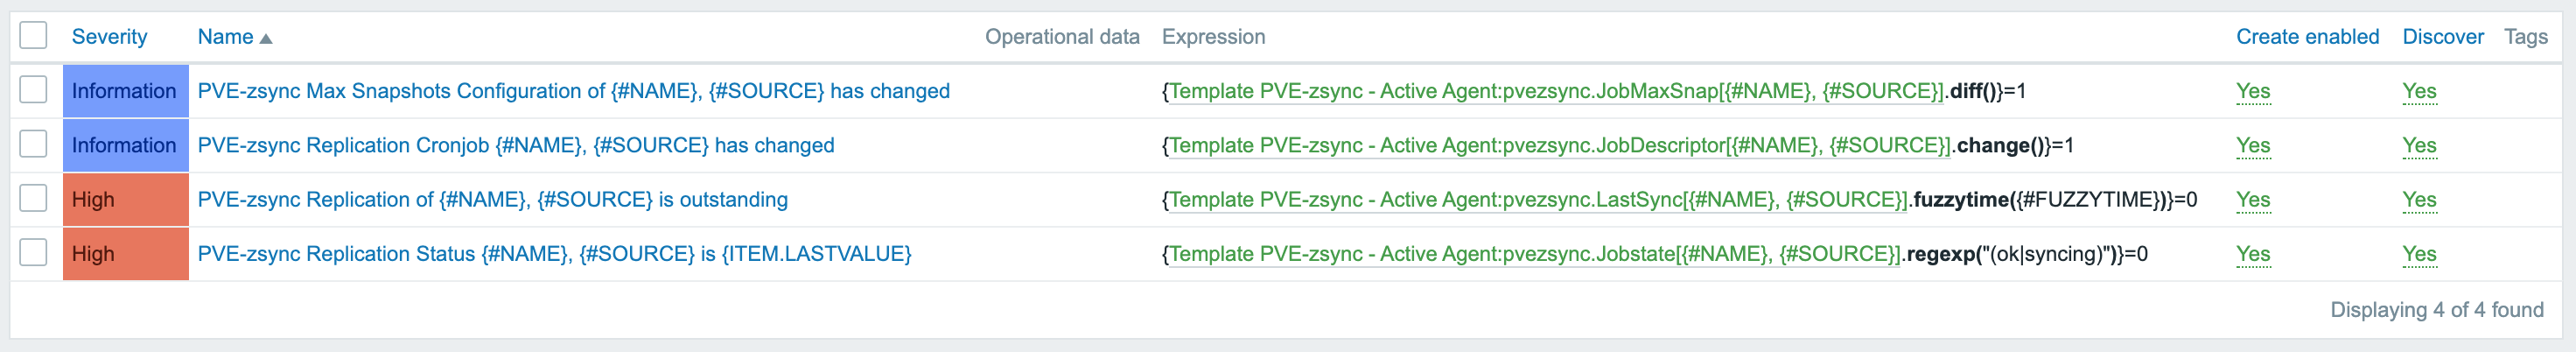 Severity Name Operational data Expression Create enabled Discover Tags
Information PVE-zsync Max Snapshots Configuration of {#NAME}, {#SOURCE} has changed {Template PVE-zsync - Active Agent:pvezsync.JobMaxSnap[{#NAME}, {#SOURCE}].diff()}=1 Yes Yes
Information PVE-zsync Replication Cronjob {#NAME}, {#SOURCE} has changed {Template PVE-zsync - Active Agent:pvezsync.JobDescriptor[{#NAME}, {#SOURCE}].change()}=1 Yes Yes
High PVE-zsync Replication of {#NAME}, {#SOURCE} is outstanding {Template PVE-zsync - Active Agent:pvezsync.LastSync[{#NAME}, {#SOURCE}].fuzzytime({#FUZZYTIME})}=0 Yes Yes
High PVE-zsync Replication Status {#NAME}, {#SOURCE} is {ITEM.LASTVALUE} {Template PVE-zsync - Active Agent:pvezsync.Jobstate[{#NAME}, {#SOURCE}].regexp("(ok|syncing)")}=0 Yes Yes
Displaying 4 of 4 found